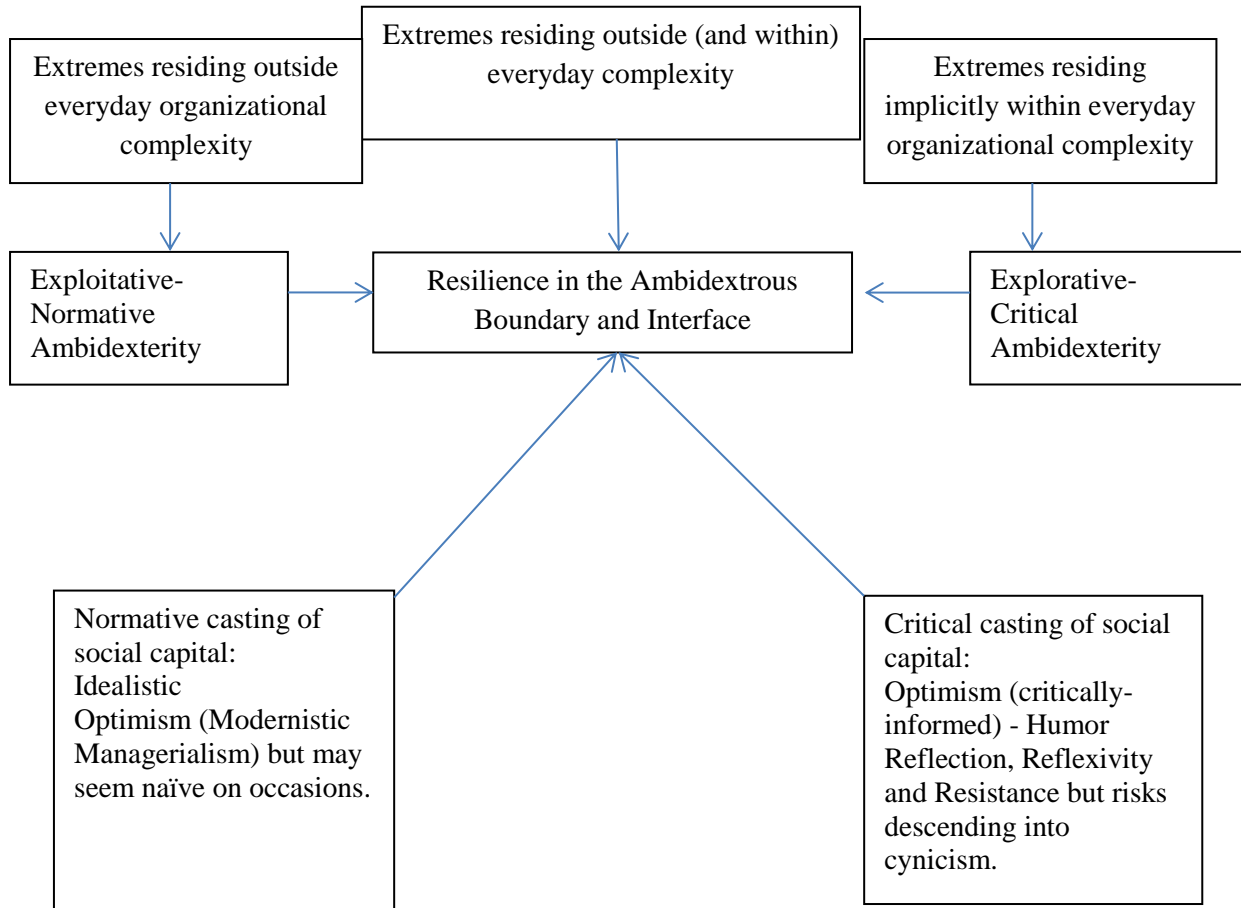 Extremes residing outside
everyday organizational
complexity
Extremes residing outside (and within)
everyday complexity
Extremes residing
implicitly within everyday
organizational complexity
Exploitative-
Normative
Ambidexterity
Resilience in the Ambidextrous
Boundary and Interface
Explorative-
Critical
Ambidexterity
Normative casting of
social capital:
Idealistic
Optimism (Modernistic
Managerialism) but may
seem naïve on occasions.
Critical casting of social
capital:
Optimism (critically-
informed) - Humor
Reflection, Reflexivity
and Resistance but risks
descending into
cynicism.